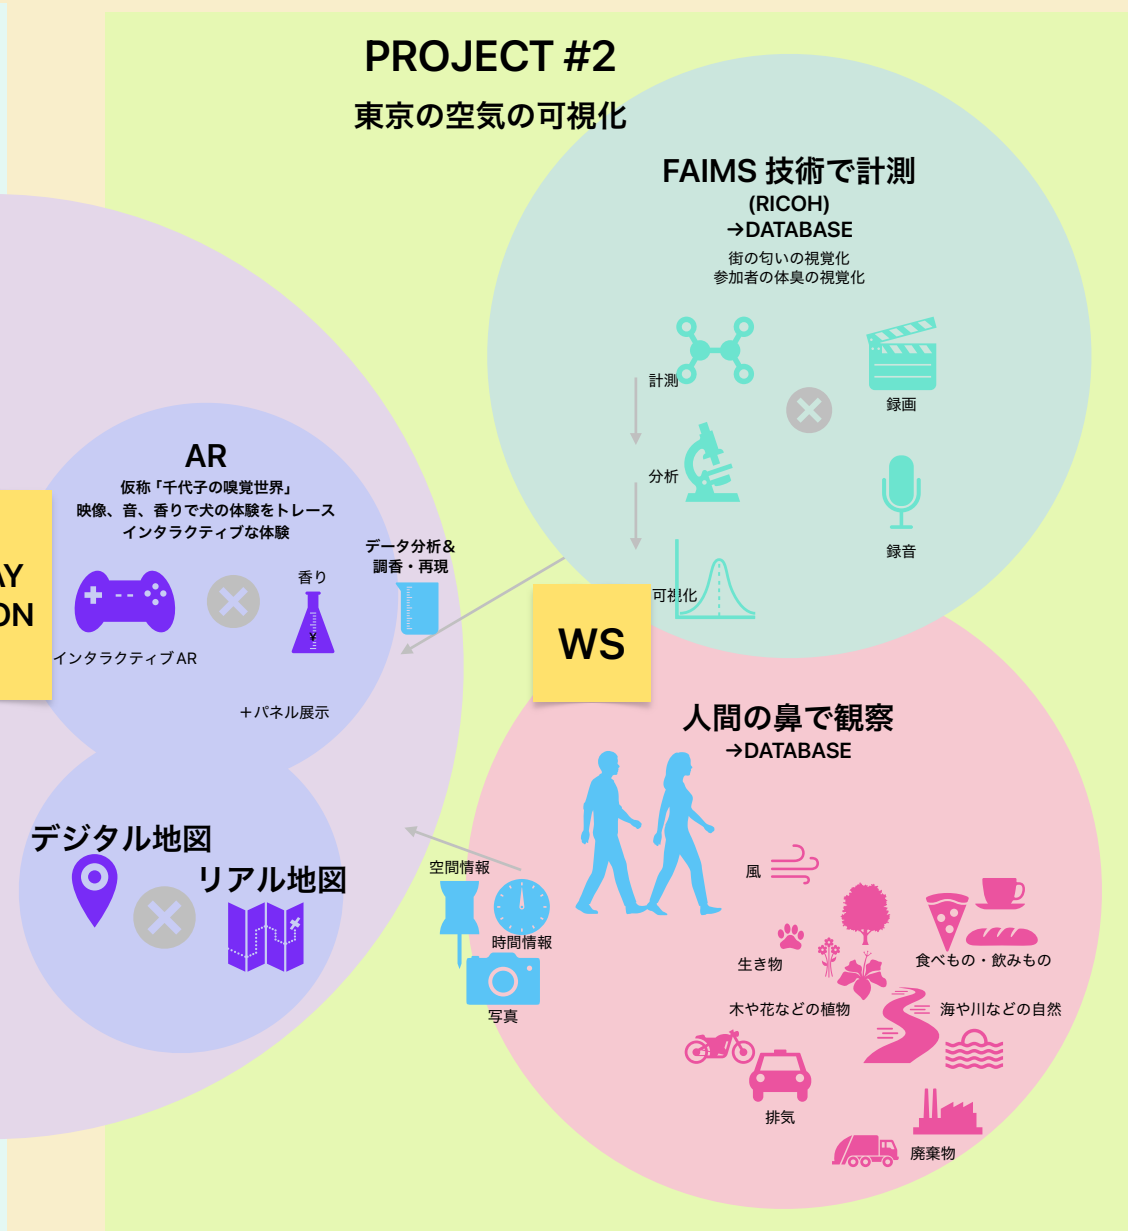 PROJECT #2
東京の空気の可視化
FAIMS 技術で計測
(RICOH)
→DATABASE
街の匂いの視覚化
参加者の体臭の視覚化
計測
録画
分析
録音
可視化
AR
仮称「千代子の嗅覚世界」
映像、音、香りで犬の体験をトレース
インタラクティブな体験
データ分析＆
調香・再現
香り
¥
インタラクティブAR
＋パネル展示
AY
ON
WS
人間の鼻で観察
→DATABASE
デジタル地図
リアル地図
空間情報
時間情報
写真
風
生き物
食べもの・飲みもの
木や花などの植物
海や川などの自然
排気
廃棄物